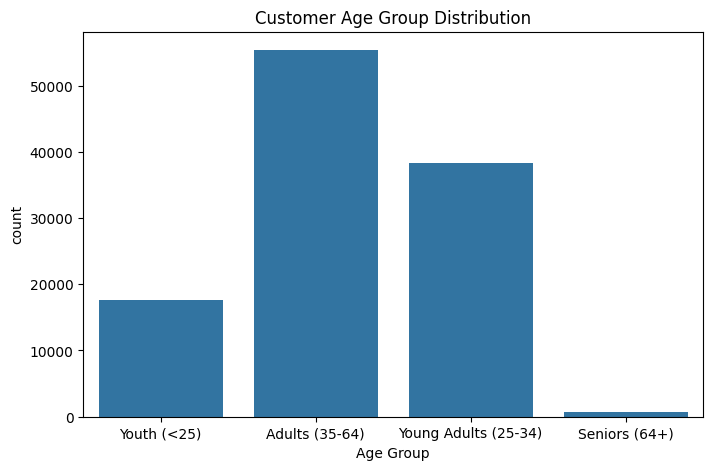 Customer Age Group Distribution
50000
40000
30000
20000
10000
0
count
Youth (<25)
Adults (35-64)
Young Adults (25-34)
Seniors (64+)
Age Group